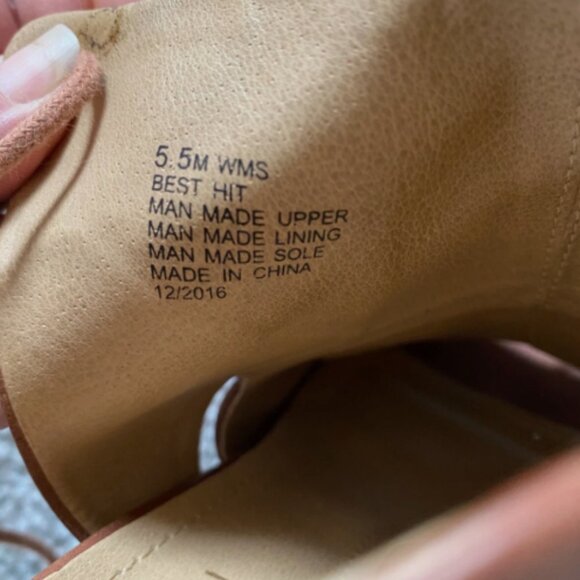 5.5M WMS
BEST HIT
MAN MADE UPPER
MAN MADE LINING
MAN MADE SOLE
MADE IN CHINA
12/2016